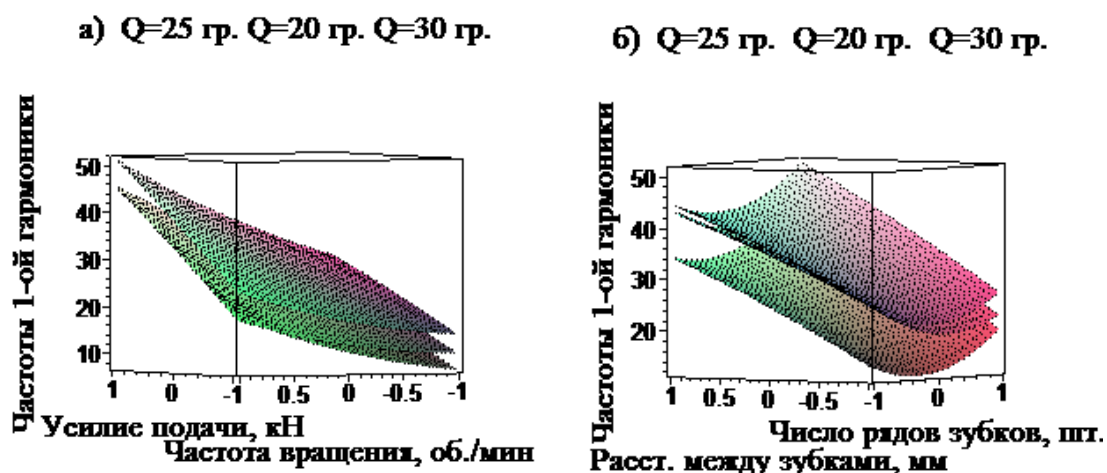 а) Q=25 гр. Q=20 гр. Q=30 гр.
Частоты 1-ой гармоники
50
40
30
20
10
1 0 -1 0.5 0 -0.5 -1
Усилие подачи, кН
Частота вращения, об./мин
б) Q=25 гр. Q=20 гр. Q=30 гр.
Частоты 1-ой гармоники
50
40
30
20
1 0.5 0 -0.5 -1 0 1
Число рядов зубков, шт.
Расст. между зубками, мм